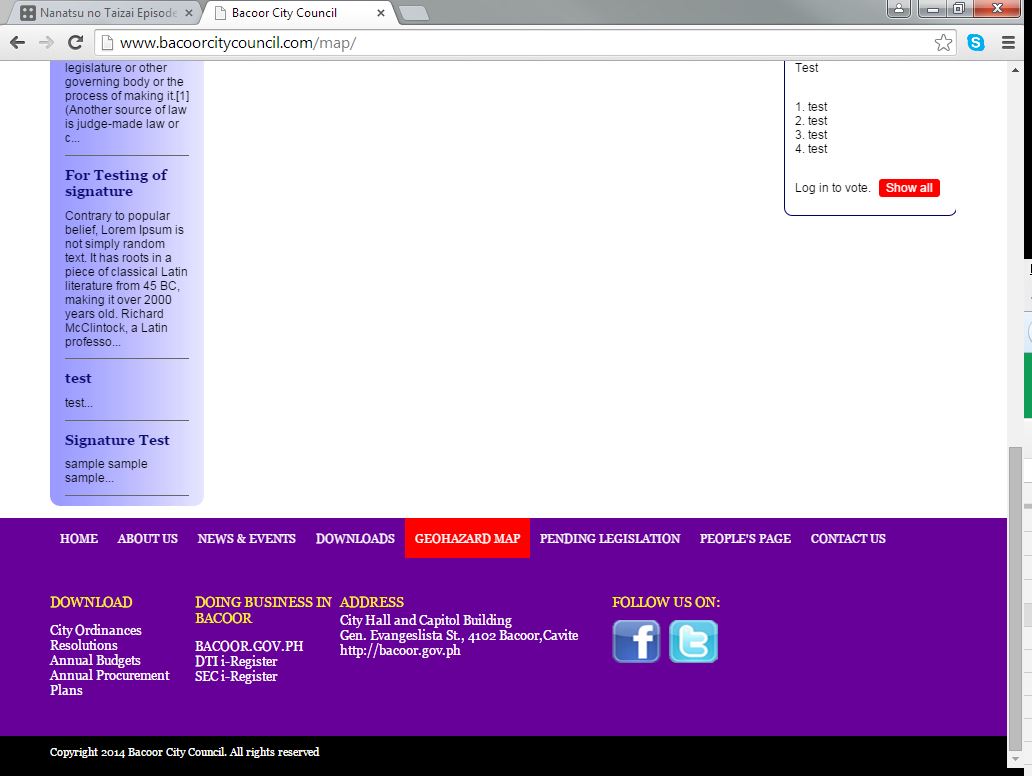 Nanatsu no Taizai Episode
Bacoor City Council
www.bacoorcitycouncil.com/map/
legislature or other
governing body or the
process of making it.[1]
(Another source of law
is judge-made law or
c...
For Testing of
signature
Contrary to popular
belief, Lorem Ipsum is
not simply random
text. It has roots in a
piece of classical Latin
literature from 45 BC,
making it over 2000
years old. Richard
McClintock, a Latin
professo...
test
test...
Signature Test
sample sample
sample...
Test
1. test
2. test
3. test
4. test
Log in to vote. Show all
HOME ABOUT US NEWS & EVENTS DOWNLOADS GEOHAZARD MAP PENDING LEGISLATION PEOPLE'S PAGE CONTACT US
DOWNLOAD
City Ordinances
Resolutions
Annual Budgets
Annual Procurement
Plans
DOING BUSINESS IN
BACOOR
BACOOR.GOV.PH
DTI i-Register
SEC i-Register
ADDRESS
City Hall and Capitol Building
Gen. Evangeslista St., 4102 Bacoor,Cavite
http://bacoor.gov.ph
FOLLOW US ON:
Copyright 2014 Bacoor City Council. All rights reserved